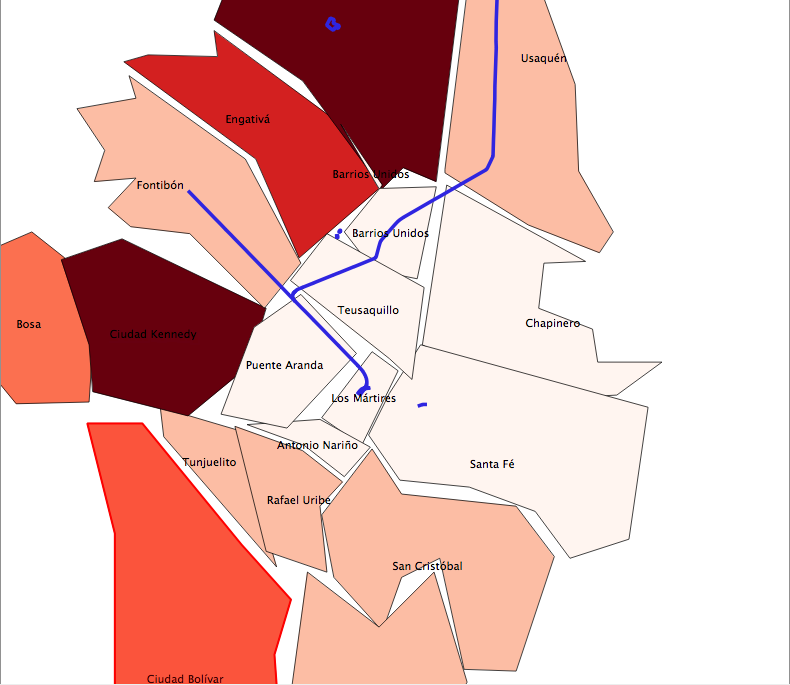 Usaquén
Engativá
Barrios Unidos
Fontibón
Barrios Unidos
Teusaquillo
Bosa
Ciudad Kennedy
Chapinero
Puente Aranda
Los Mártires
Antonio Nariño
Tunjuelito
Santa Fé
Rafael Uribe
San Cristóbal
Ciudad Bolívar